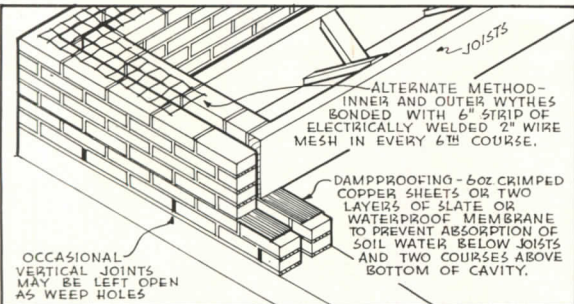 JOISTS
ALTERNATE METHOD-
INNER AND OUTER WYTHES
BONDED WITH 6" STRIP OF
ELECTRICALLY WELDED 2" WIRE
MESH IN EVERY 6TH COURSE.
DAMPPROOFING - 6OZ CRIMPED
COPPER SHEETS OR TWO
LAYERS OF SLATE OR
WATERPROOF MEMBRANE
TO PREVENT ABSORPTION OF
SOIL WATER BELOW JOISTS
AND TWO COURSES ABOVE
BOTTOM OF CAVITY.
OCCASIONAL
VERTICAL JOINTS
MAY BE LEFT OPEN
AS WEEP HOLES